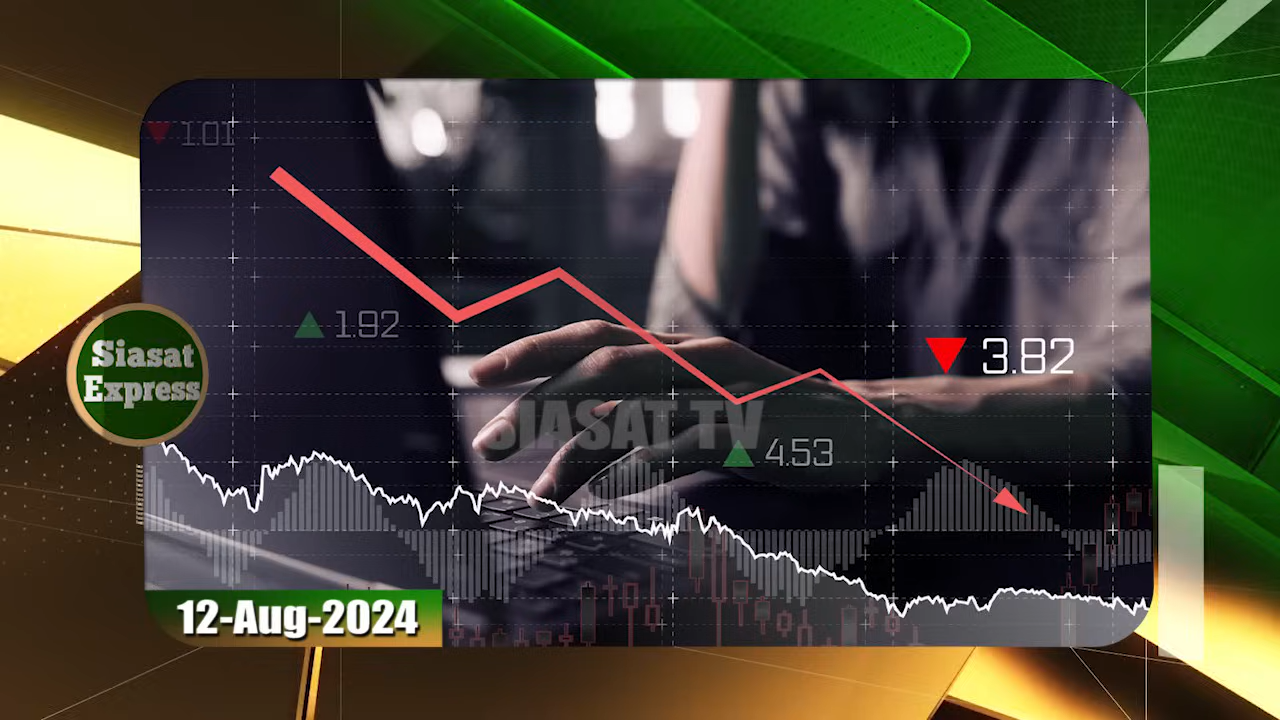 ▼ 1.01
▲ 1.92
Siasat
Express
▼ 3.82
SIASAT TV
▲ 4.53
12-Aug-2024